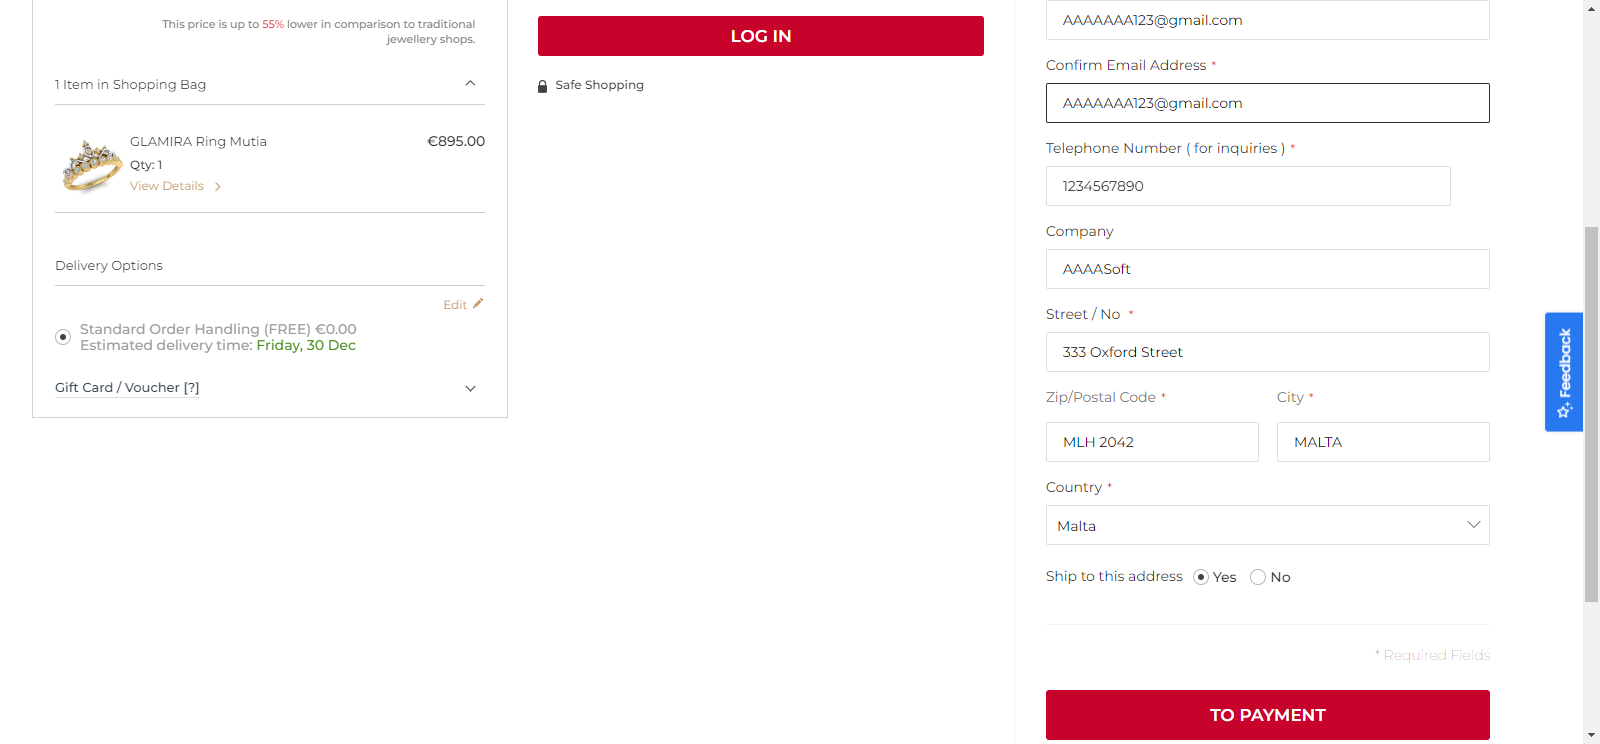 This price is up to 55% lower in comparison to traditional
jewellery shops.
1 Item in Shopping Bag
GLAMIRA Ring Mutia
€895.00
Qty: 1
View Details
Delivery Options
Edit
Standard Order Handling (FREE) €0.00
Estimated delivery time: Friday, 30 Dec
Gift Card / Voucher [?]
LOG IN
Safe Shopping
AAAAAAA123@gmail.com
Confirm Email Address *
AAAAAAA123@gmail.com
Telephone Number ( for inquiries ) *
1234567890
Company
AAAASoft
Street / No *
333 Oxford Street
Zip/Postal Code *
City *
MLH 2042
MALTA
Country *
Malta
Ship to this address Yes No
* Required Fields
TO PAYMENT
Feedback